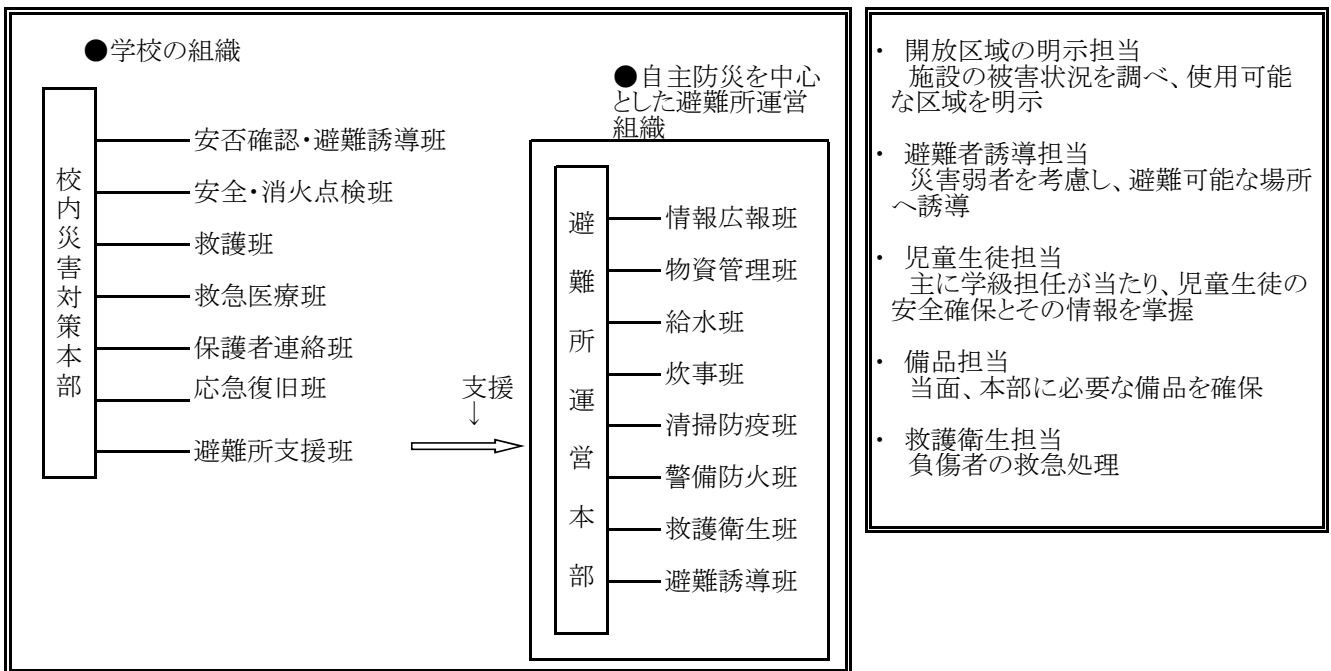 ●学校の組織
校内災害対策本部
安否確認・避難誘導班
安全・消火点検班
救護班
救急医療班
保護者連絡班
応急復旧班
避難所支援班
支援
↓
●自主防災を中心
とした避難所運営
組織
避難所運営本部
情報広報班
物資管理班
給水班
炊事班
清掃防疫班
警備防火班
救護衛生班
避難誘導班
・ 開放区域の明示担当
施設の被害状況を調べ、使用可能
な区域を明示
・ 避難者誘導担当
災害弱者を考慮し、避難可能な場所
へ誘導
・ 児童生徒担当
主に学級担任が当たり、児童生徒の
安全確保とその情報を掌握
・ 備品担当
当面、本部に必要な備品を確保
・ 救護衛生担当
負傷者の救急処理